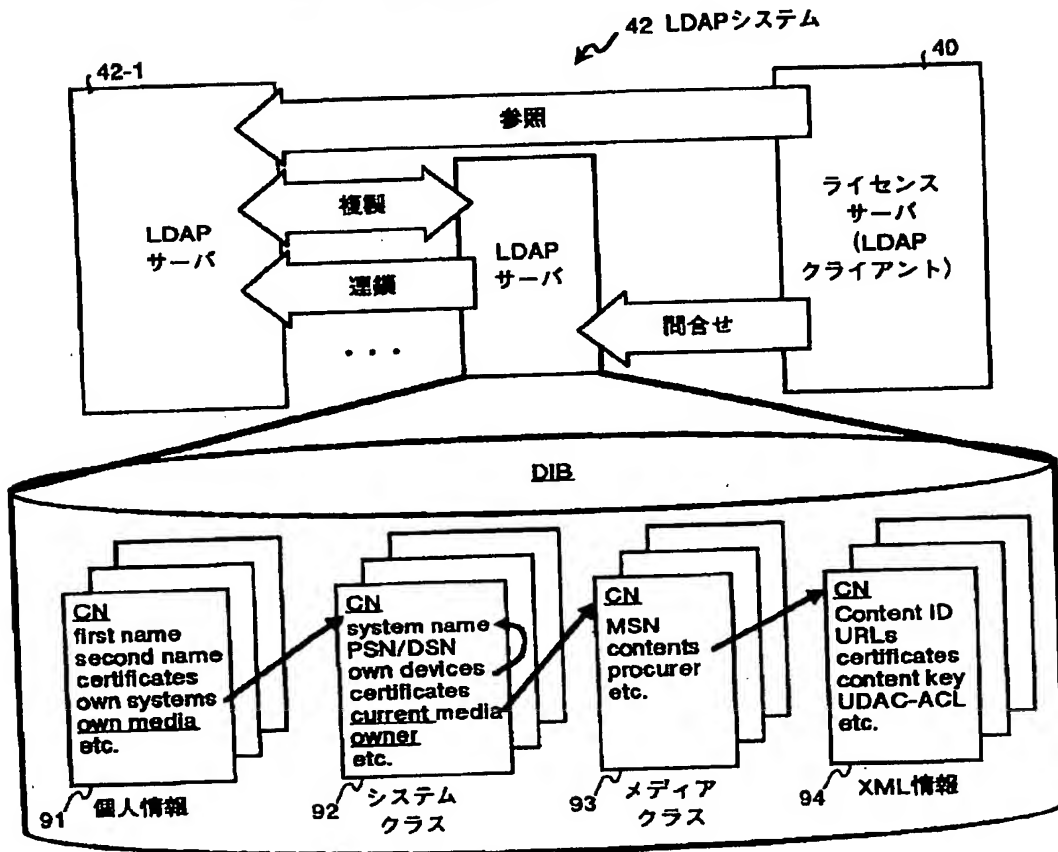 42 LDAPシステム
42-1
40
参照
複製
LDAP
サーバ
LDAP
サーバ
ライセンス
サーバ
(LDAP
クライアント)
連鎖
問合せ
...
DIB
CN
first name
second name
certificates
own systems
own media
etc.
CN
system name
PSN/DSN
own devices
certificates
current media
owner
etc.
CN
MSN
contents
procurer
etc.
CN
Content ID
URLs
certificates
content key
UDAC-ACL
etc.
91 個人情報
92 システム
クラス
93 メディア
クラス
94 XML情報